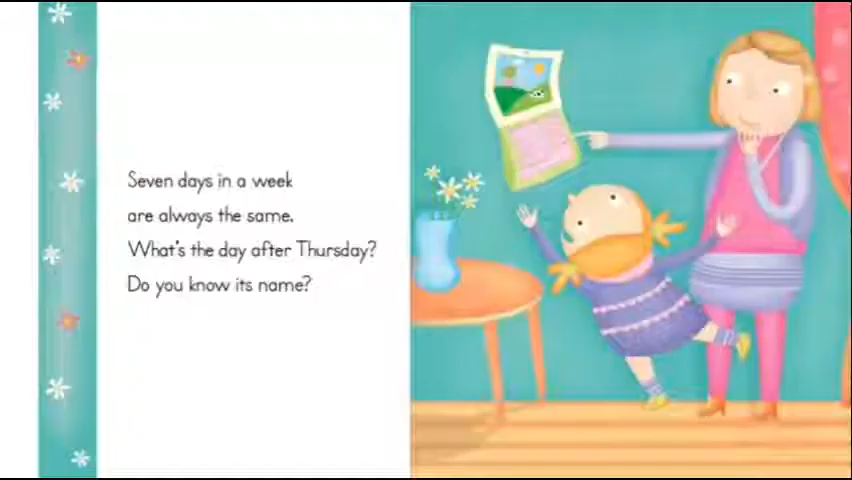 Seven days in a week
are always the same.
What's the day after Thursday?
Do you know its name?